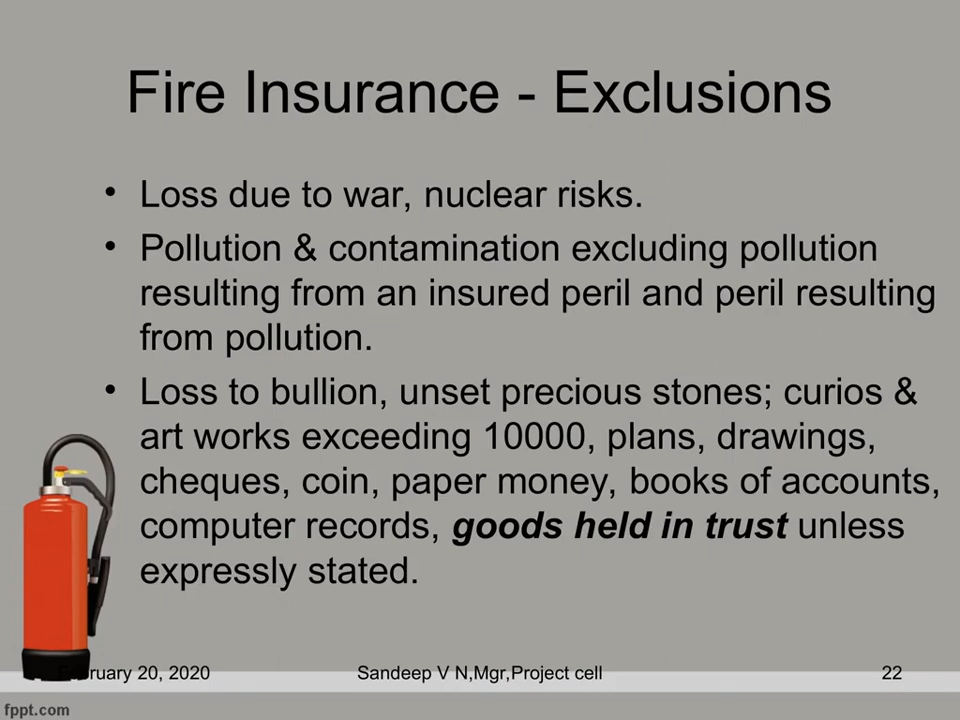 Fire Insurance - Exclusions
• Loss due to war, nuclear risks.
• Pollution & contamination excluding pollution
resulting from an insured peril and peril resulting
from pollution.
• Loss to bullion, unset precious stones; curios &
art works exceeding 10000, plans, drawings,
cheques, coin, paper money, books of accounts,
computer records, goods held in trust unless
expressly stated.
February 20, 2020 Sandeep V N,Mgr,Project cell 22
fppt.com